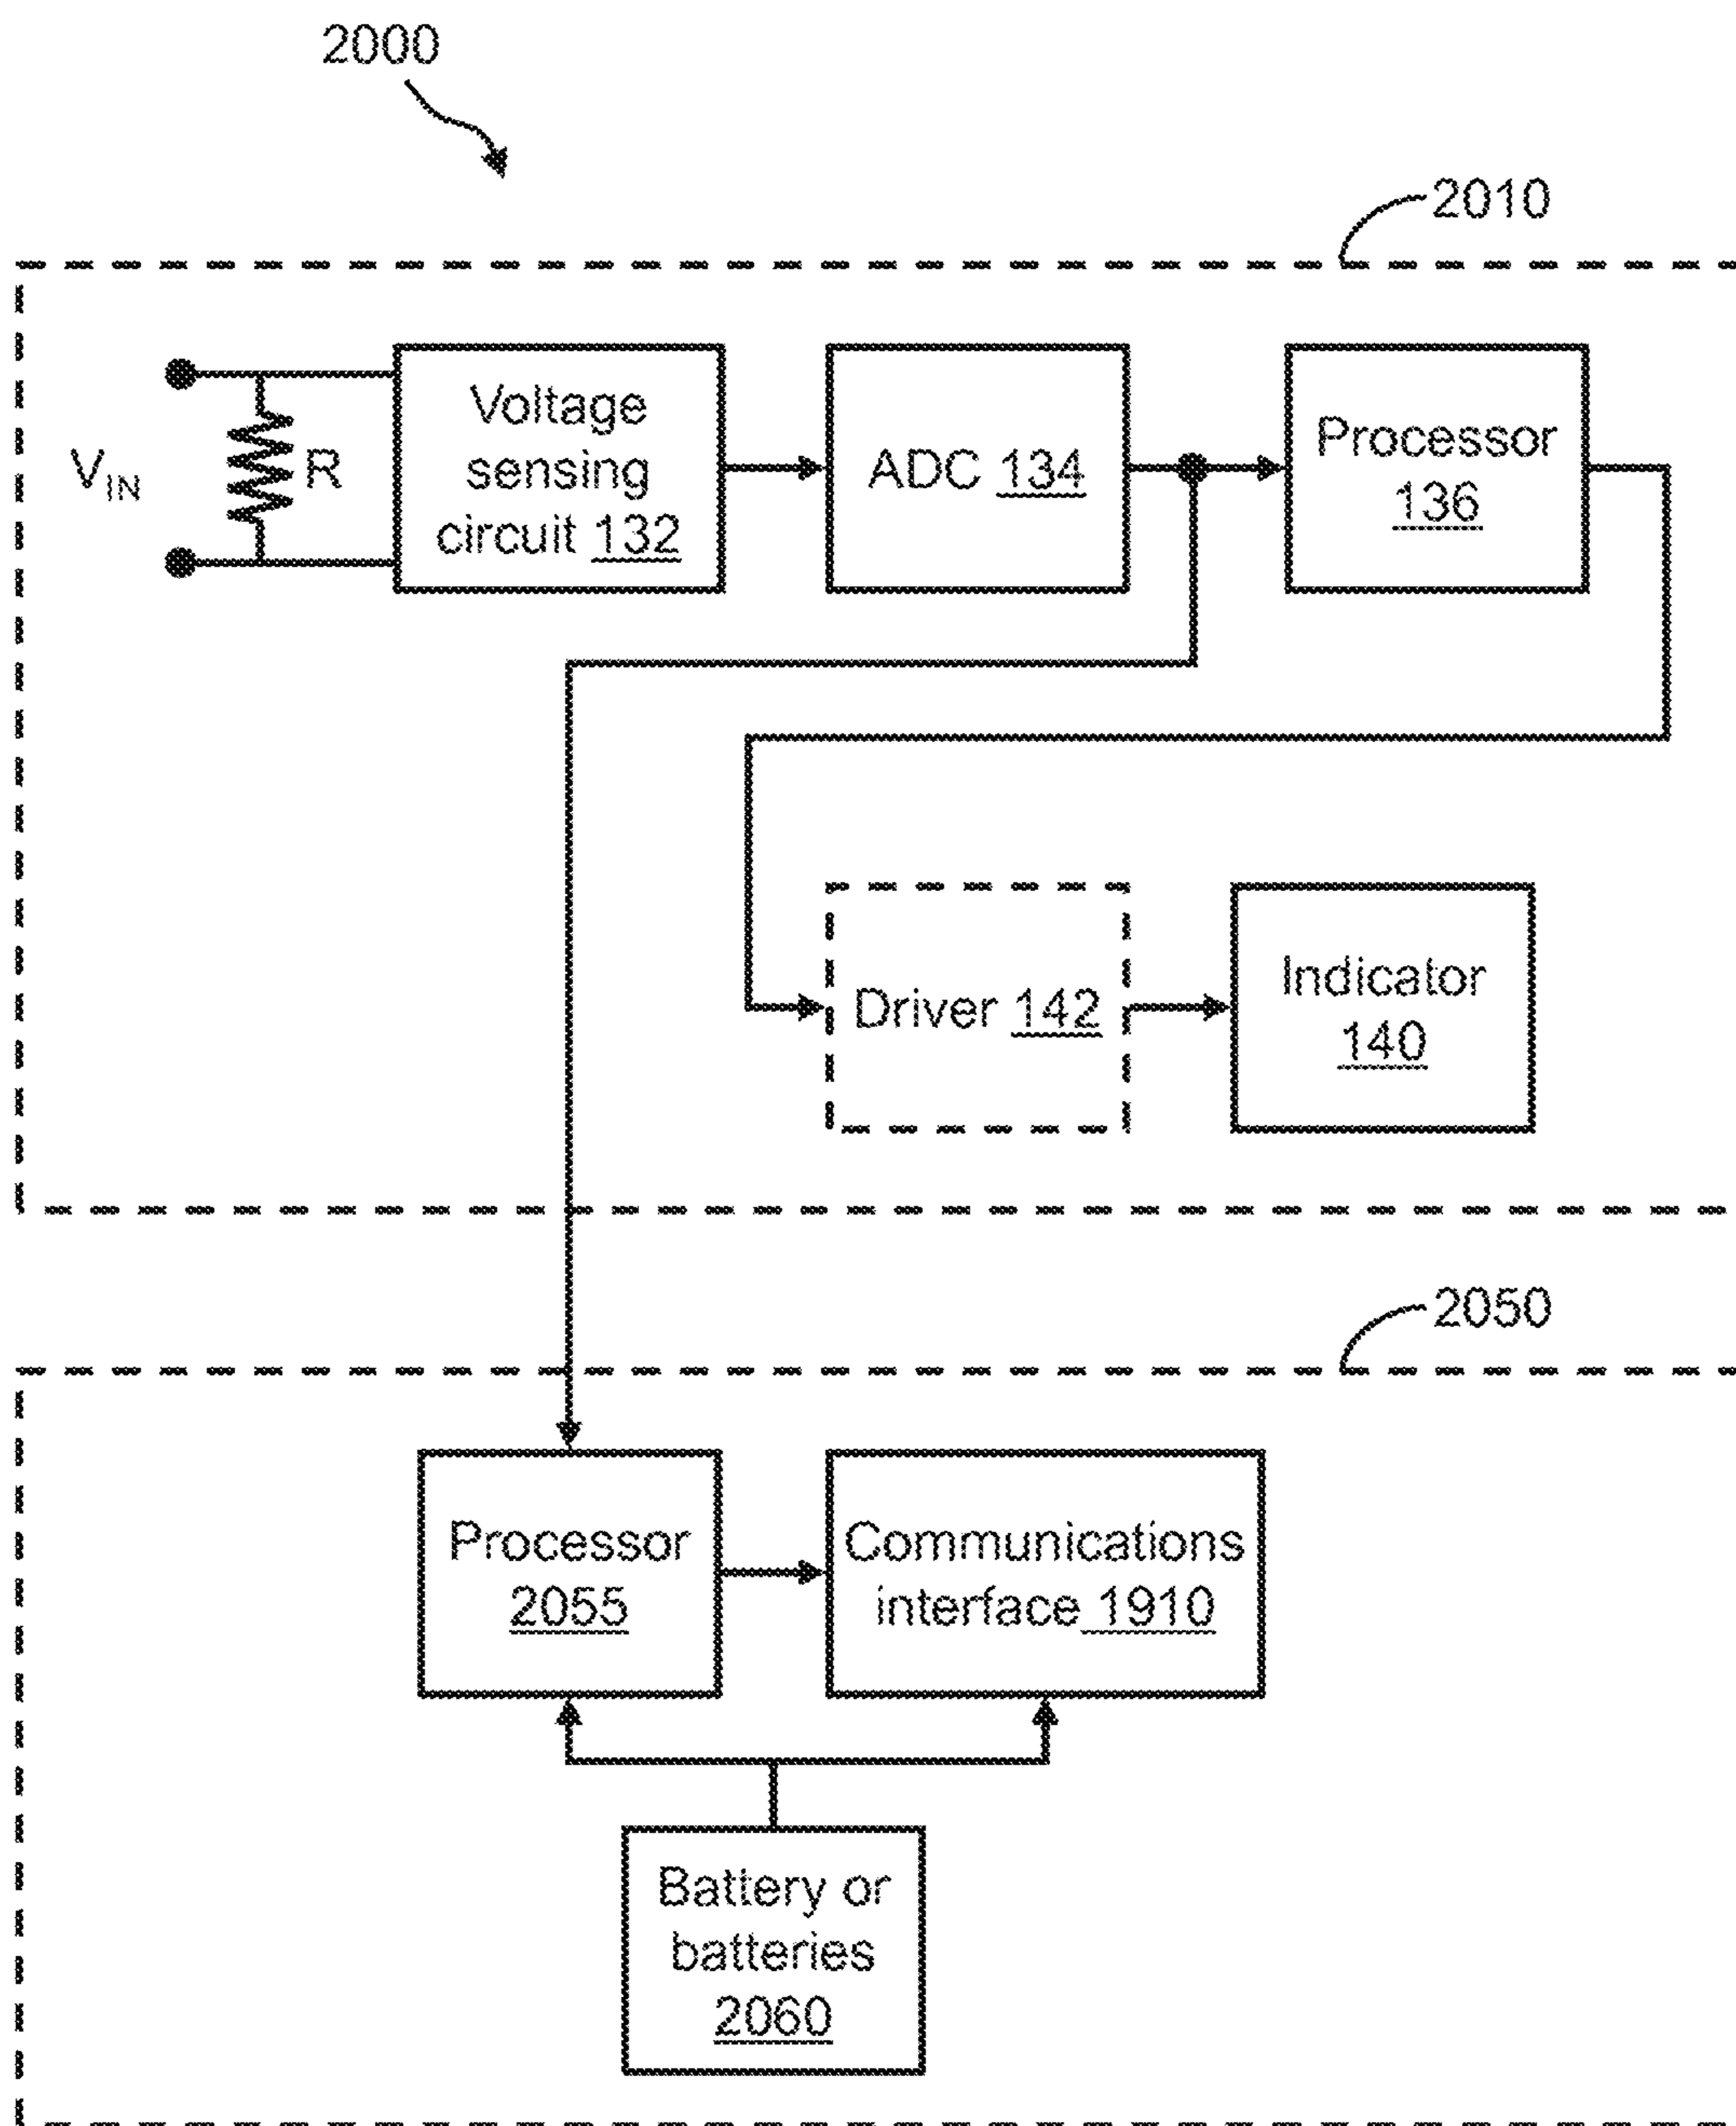 2000
2010
V_IN
R
Voltage
sensing
circuit 132
ADC 134
Processor
136
Driver 142
Indicator
140
2050
Processor
2055
Communications
interface 1910
Battery or
batteries
2060